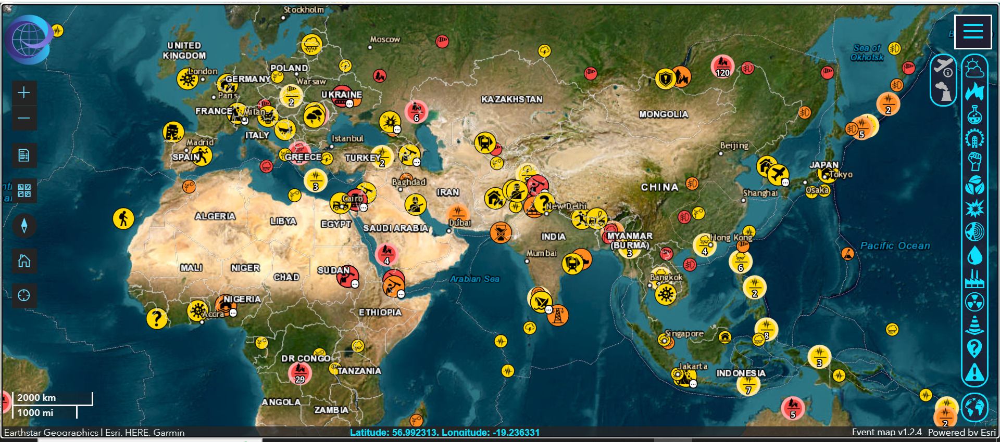 Stockholm
Moscow
UNITED
KINGDOM
Sea of
Okhotsk
London
POLAND
GERMANY
Warsaw
120
Paris
2
UKRAINE
KAZAKHSTAN
2
FRANCE
Milan
6
MONGOLIA
5
ITALY
Madrid
Istanbul
Beijing
SPAIN
GREECE
TURKEY
2
JAPAN
Tokyo
3
Baghdad
IRAN
CHINA
Shanghai
Osaka
Cairo
New Delhi
ALGERIA
LIBYA
EGYPT
SAUDI ARABIA
Dubai
INDIA
MYANMAR
(BURMA)
3
Hong Kong
4
Pacific Ocean
Mumbai
4
6
MALI
NIGER
CHAD
SUDAN
Arabian Sea
Bangkok
2
NIGERIA
Accra
ETHIOPIA
Singapore
8
DR CONGO
29
TANZANIA
3
Jakarta
INDONESIA
7
2000 km
1000 mi
ANGOLA
ZAMBIA
5
2
Earthstar Geographics | Esri, HERE, Garmin
Latitude: 56.992313, Longitude: -19.236331
Event map v1.2.4 Powered by Esri